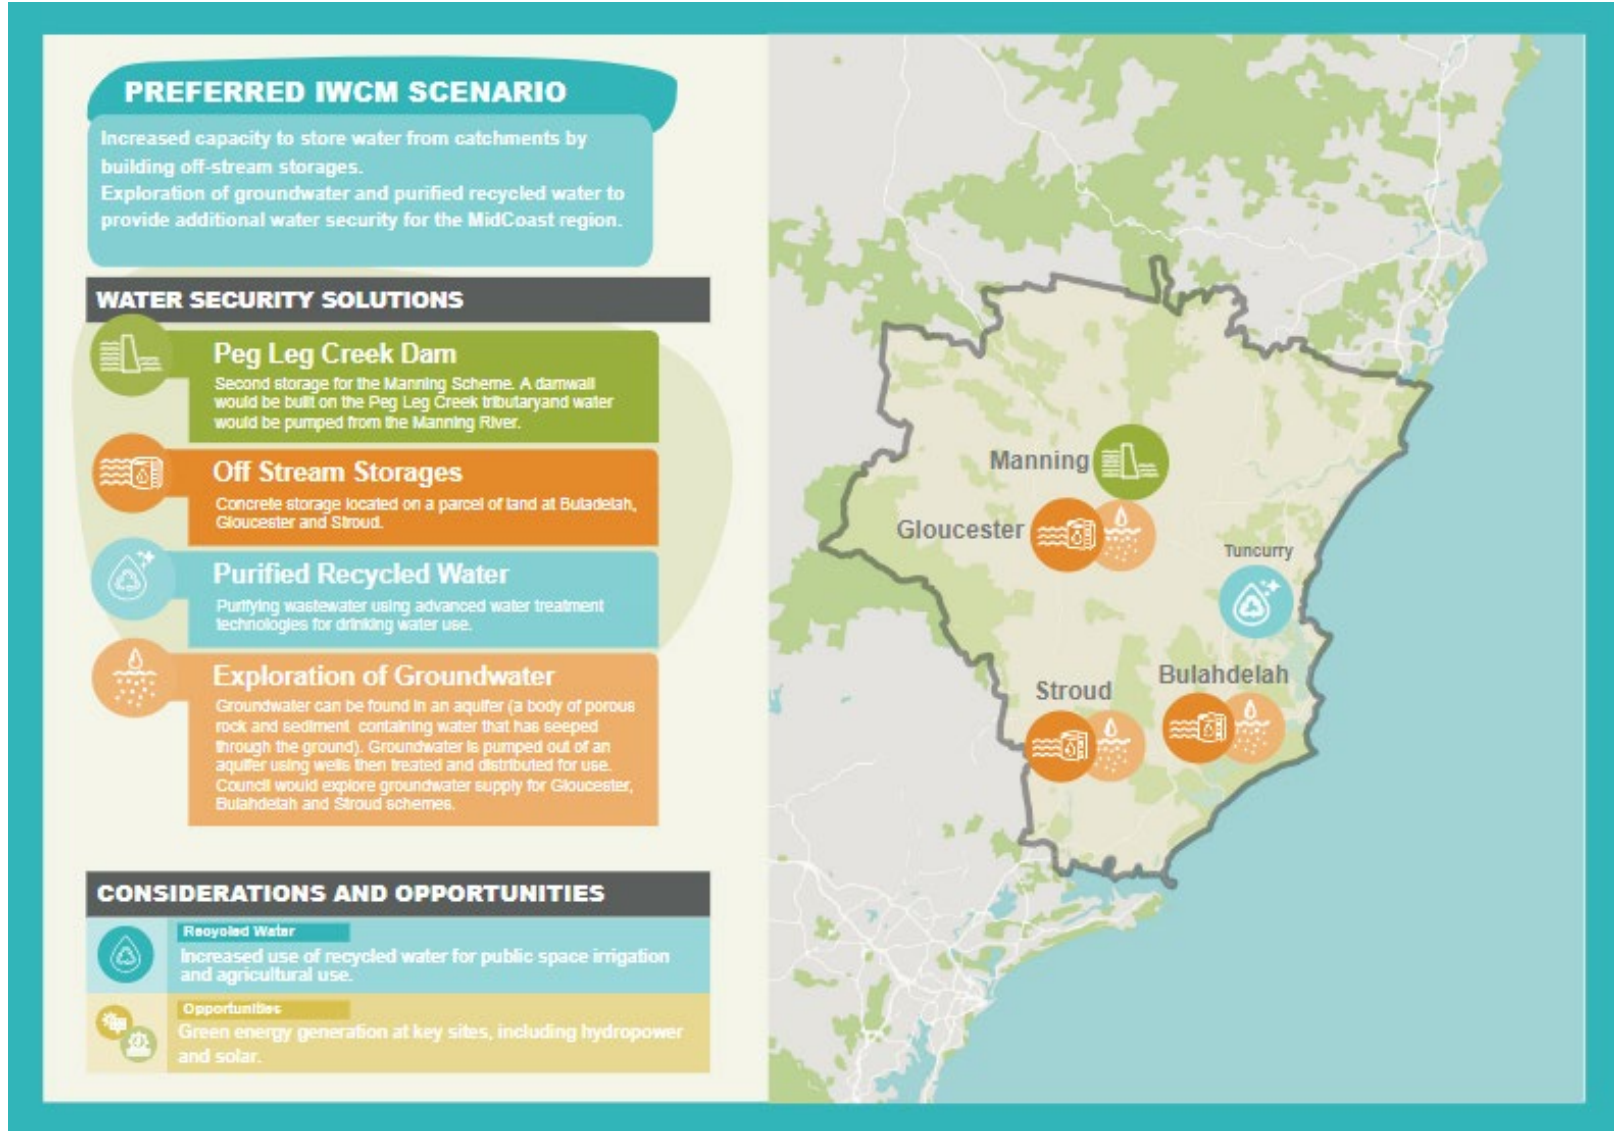 PREFERRED IWCM SCENARIO
Increased capacity to store water from catchments by
building off-stream storages.
Exploration of groundwater and purified recycled water to
provide additional water security for the MidCoast region.
WATER SECURITY SOLUTIONS
Peg Leg Creek Dam
Second storage for the Manning Scheme. A damwall
would be built on the Peg Leg Creek tributaryand water
would be pumped from the Manning River.
Off Stream Storages
Concrete storage located on a parcel of land at Buladelah,
Gloucester and Stroud.
Purified Recycled Water
Purifying wastewater using advanced water treatment
technologies for drinking water use.
Exploration of Groundwater
Groundwater can be found in an aquifer (a body of porous
rock and sediment containing water that has seeped
through the ground). Groundwater is pumped out of an
aquifer using wells then treated and distributed for use.
Council would explore groundwater supply for Gloucester,
Bulahdelah and Stroud schemes.
CONSIDERATIONS AND OPPORTUNITIES
Recycled Water
Increased use of recycled water for public space irrigation
and agricultural use.
Opportunities
Green energy generation at key sites, including hydropower
and solar.
Manning
Gloucester
Tuncurry
Stroud
Bulahdelah